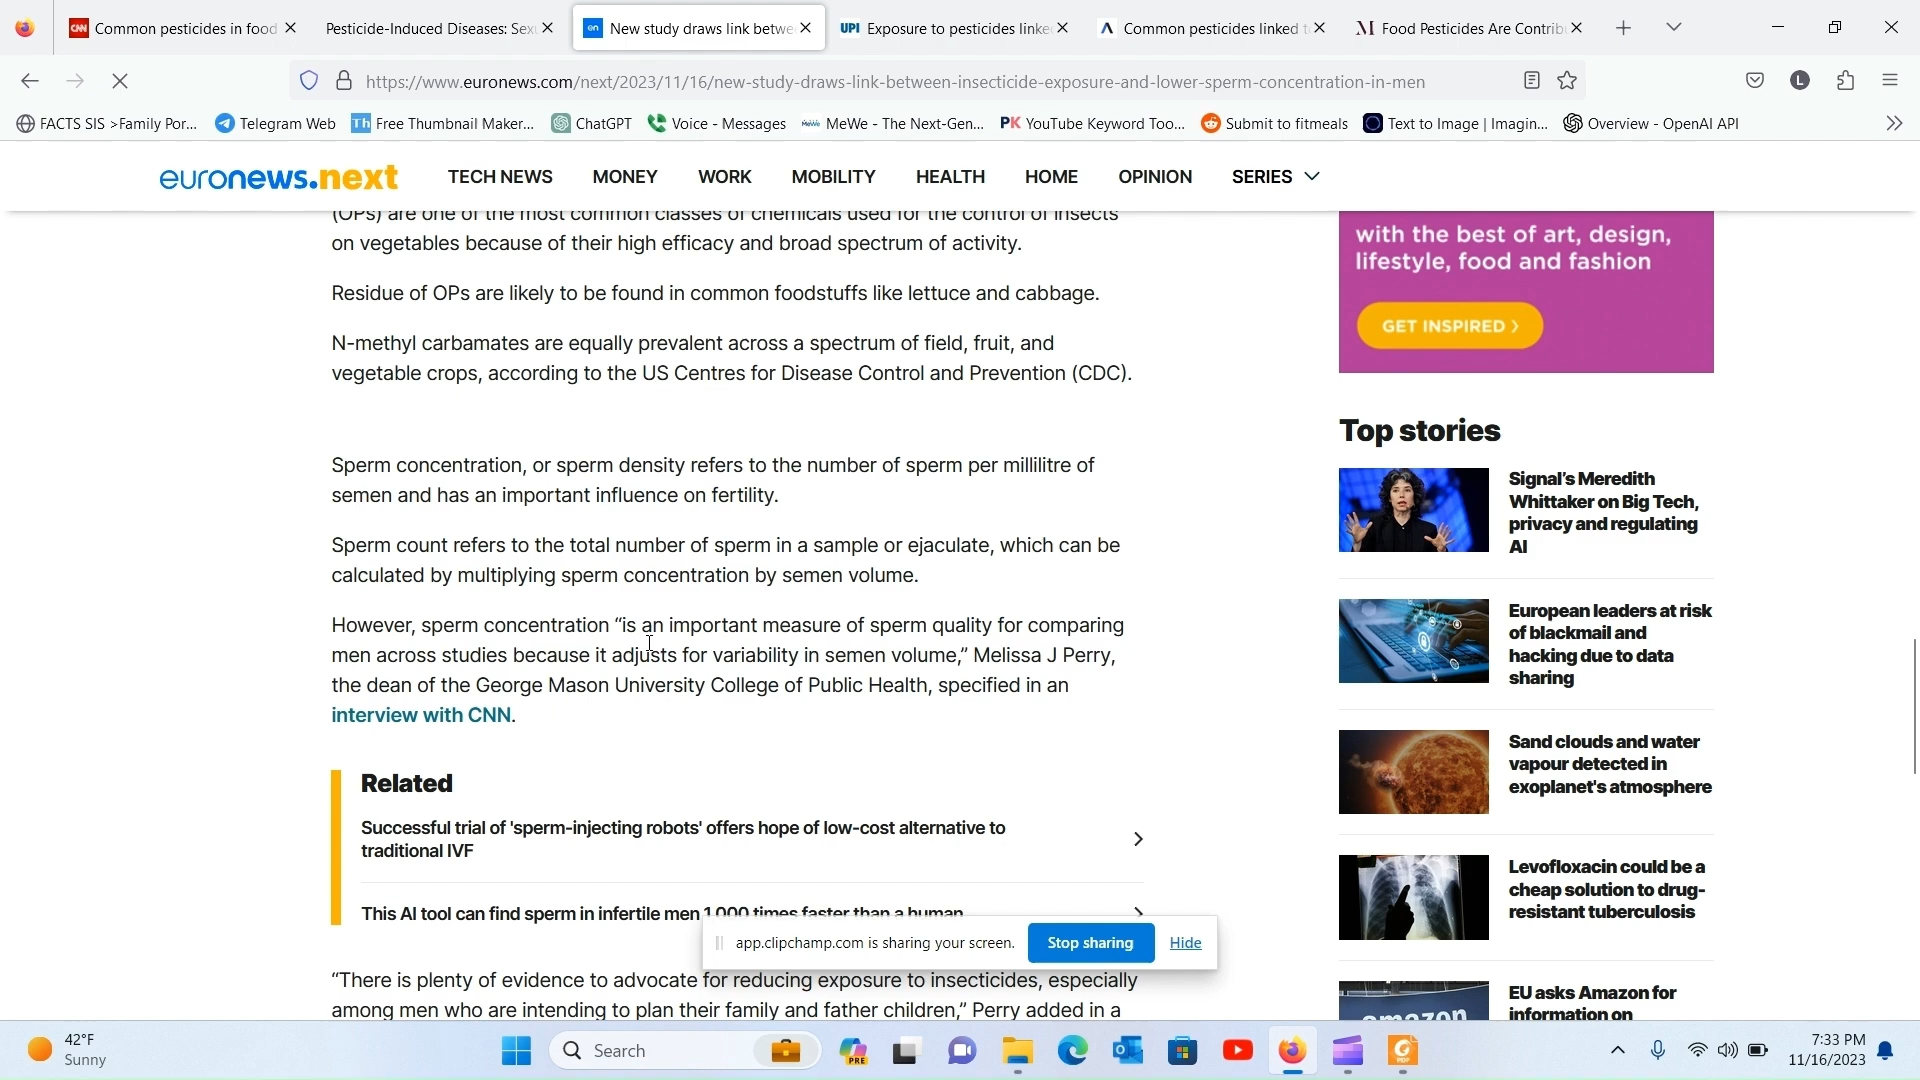 CNN Common pesticides in food
Pesticide-Induced Diseases: Sexu
en New study draws link betwe
UPI Exposure to pesticides linke
Common pesticides linked t
M Food Pesticides Are Contrib
https://www.euronews.com/next/2023/11/16/new-study-draws-link-between-insecticide-exposure-and-lower-sperm-concentration-in-men
L
FACTS SIS >Family Por...
Telegram Web
Th Free Thumbnail Maker...
ChatGPT
Voice - Messages
MeWe - The Next-Gen...
PK YouTube Keyword Too...
Submit to fitmeals
Text to Image | Imagin...
Overview - OpenAI API
euronews.next
TECH NEWS
MONEY
WORK
MOBILITY
HEALTH
HOME
OPINION
SERIES
(OPs) are one of the most common classes of chemicals used for the control of insects
on vegetables because of their high efficacy and broad spectrum of activity.
Residue of OPs are likely to be found in common foodstuffs like lettuce and cabbage.
N-methyl carbamates are equally prevalent across a spectrum of field, fruit, and
vegetable crops, according to the US Centres for Disease Control and Prevention (CDC).
Sperm concentration, or sperm density refers to the number of sperm per millilitre of
semen and has an important influence on fertility.
Sperm count refers to the total number of sperm in a sample or ejaculate, which can be
calculated by multiplying sperm concentration by semen volume.
However, sperm concentration “is an important measure of sperm quality for comparing
men across studies because it adjusts for variability in semen volume,” Melissa J Perry,
the dean of the George Mason University College of Public Health, specified in an
interview with CNN.
Related
Successful trial of 'sperm-injecting robots' offers hope of low-cost alternative to
traditional IVF
This AI tool can find sperm in infertile men 1,000 times faster than a human
“There is plenty of evidence to advocate for reducing exposure to insecticides, especially
among men who are intending to plan their family and father children,” Perry added in a
with the best of art, design,
lifestyle, food and fashion
GET INSPIRED
Top stories
Signal’s Meredith
Whittaker on Big Tech,
privacy and regulating
AI
European leaders at risk
of blackmail and
hacking due to data
sharing
Sand clouds and water
vapour detected in
exoplanet's atmosphere
Levofloxacin could be a
cheap solution to drug-
resistant tuberculosis
EU asks Amazon for
information on
amazon
app.clipchamp.com is sharing your screen.
Stop sharing
Hide
42°F
Sunny
Search
PRE
PDF
7:33 PM
11/16/2023